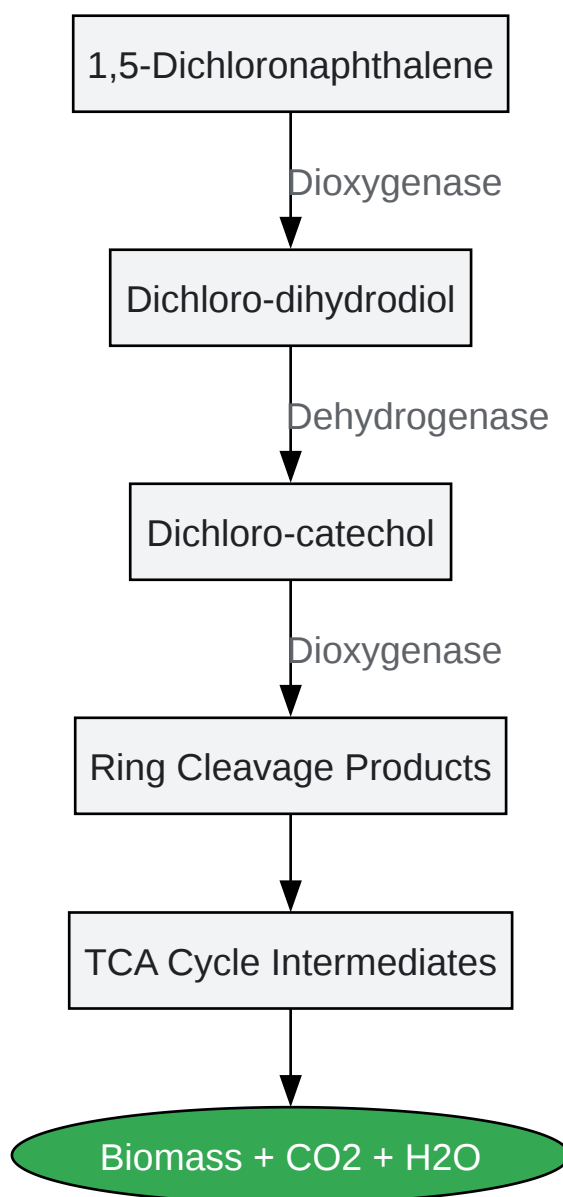 1,5-Dichloronaphthalene
Dioxygenase
Dichloro-dihydrodiol
Dehydrogenase
Dichloro-catechol
Dioxygenase
Ring Cleavage Products
TCA Cycle Intermediates
Biomass + CO2 + H2O